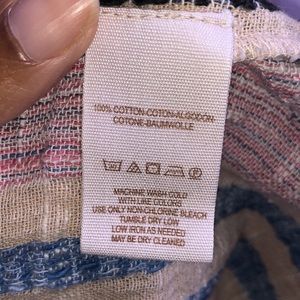 100% COTTON-COTON-ALGODON-
COTONE-BAUMWOLLE
MACHINE WASH COLD
WITH LIKE COLORS
USE ONLY NON-CHLORINE BLEACH
TUMBLE DRY LOW
LOW IRON AS NEEDED
MAY BE DRY CLEANED